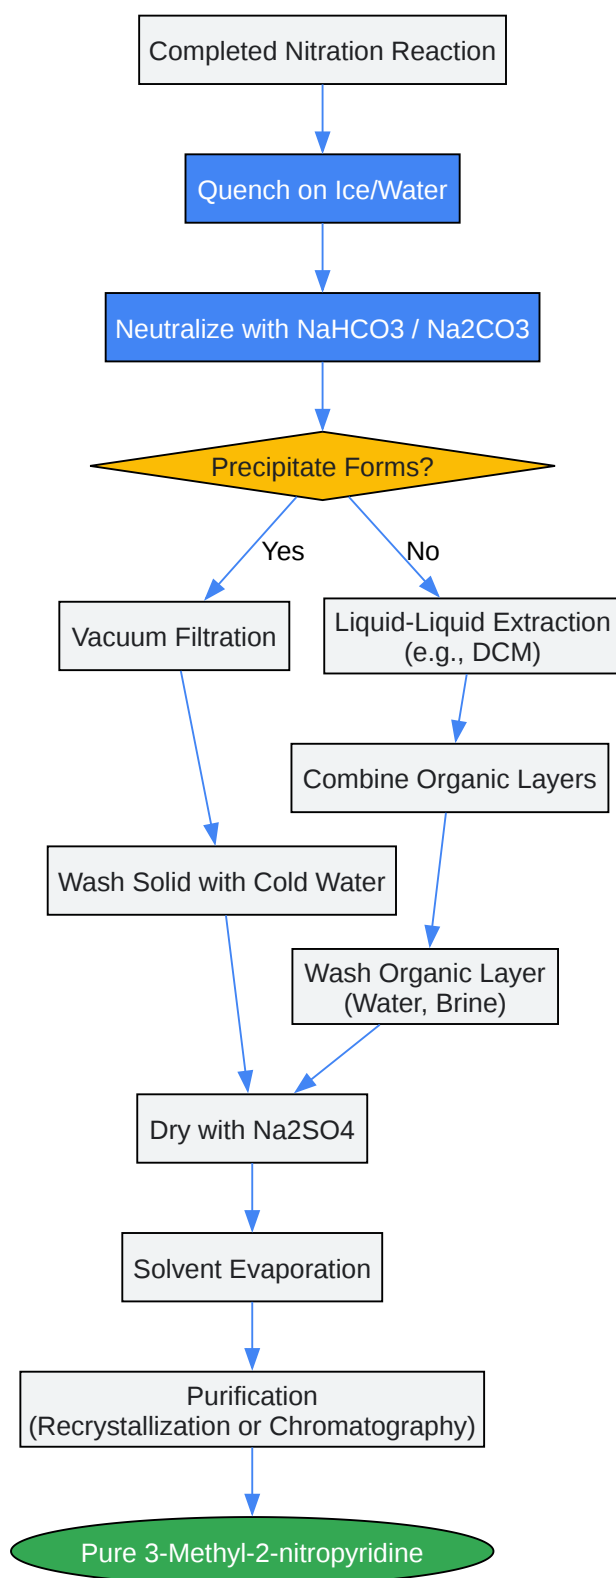 Completed Nitration Reaction
Quench on Ice/Water
Neutralize with NaHCO3 / Na2CO3
Precipitate Forms?
Yes
No
Vacuum Filtration
Liquid-Liquid Extraction
(e.g., DCM)
Combine Organic Layers
Wash Solid with Cold Water
Wash Organic Layer
(Water, Brine)
Dry with Na2SO4
Solvent Evaporation
Purification
(Recrystallization or Chromatography)
Pure 3-Methyl-2-nitropyridine